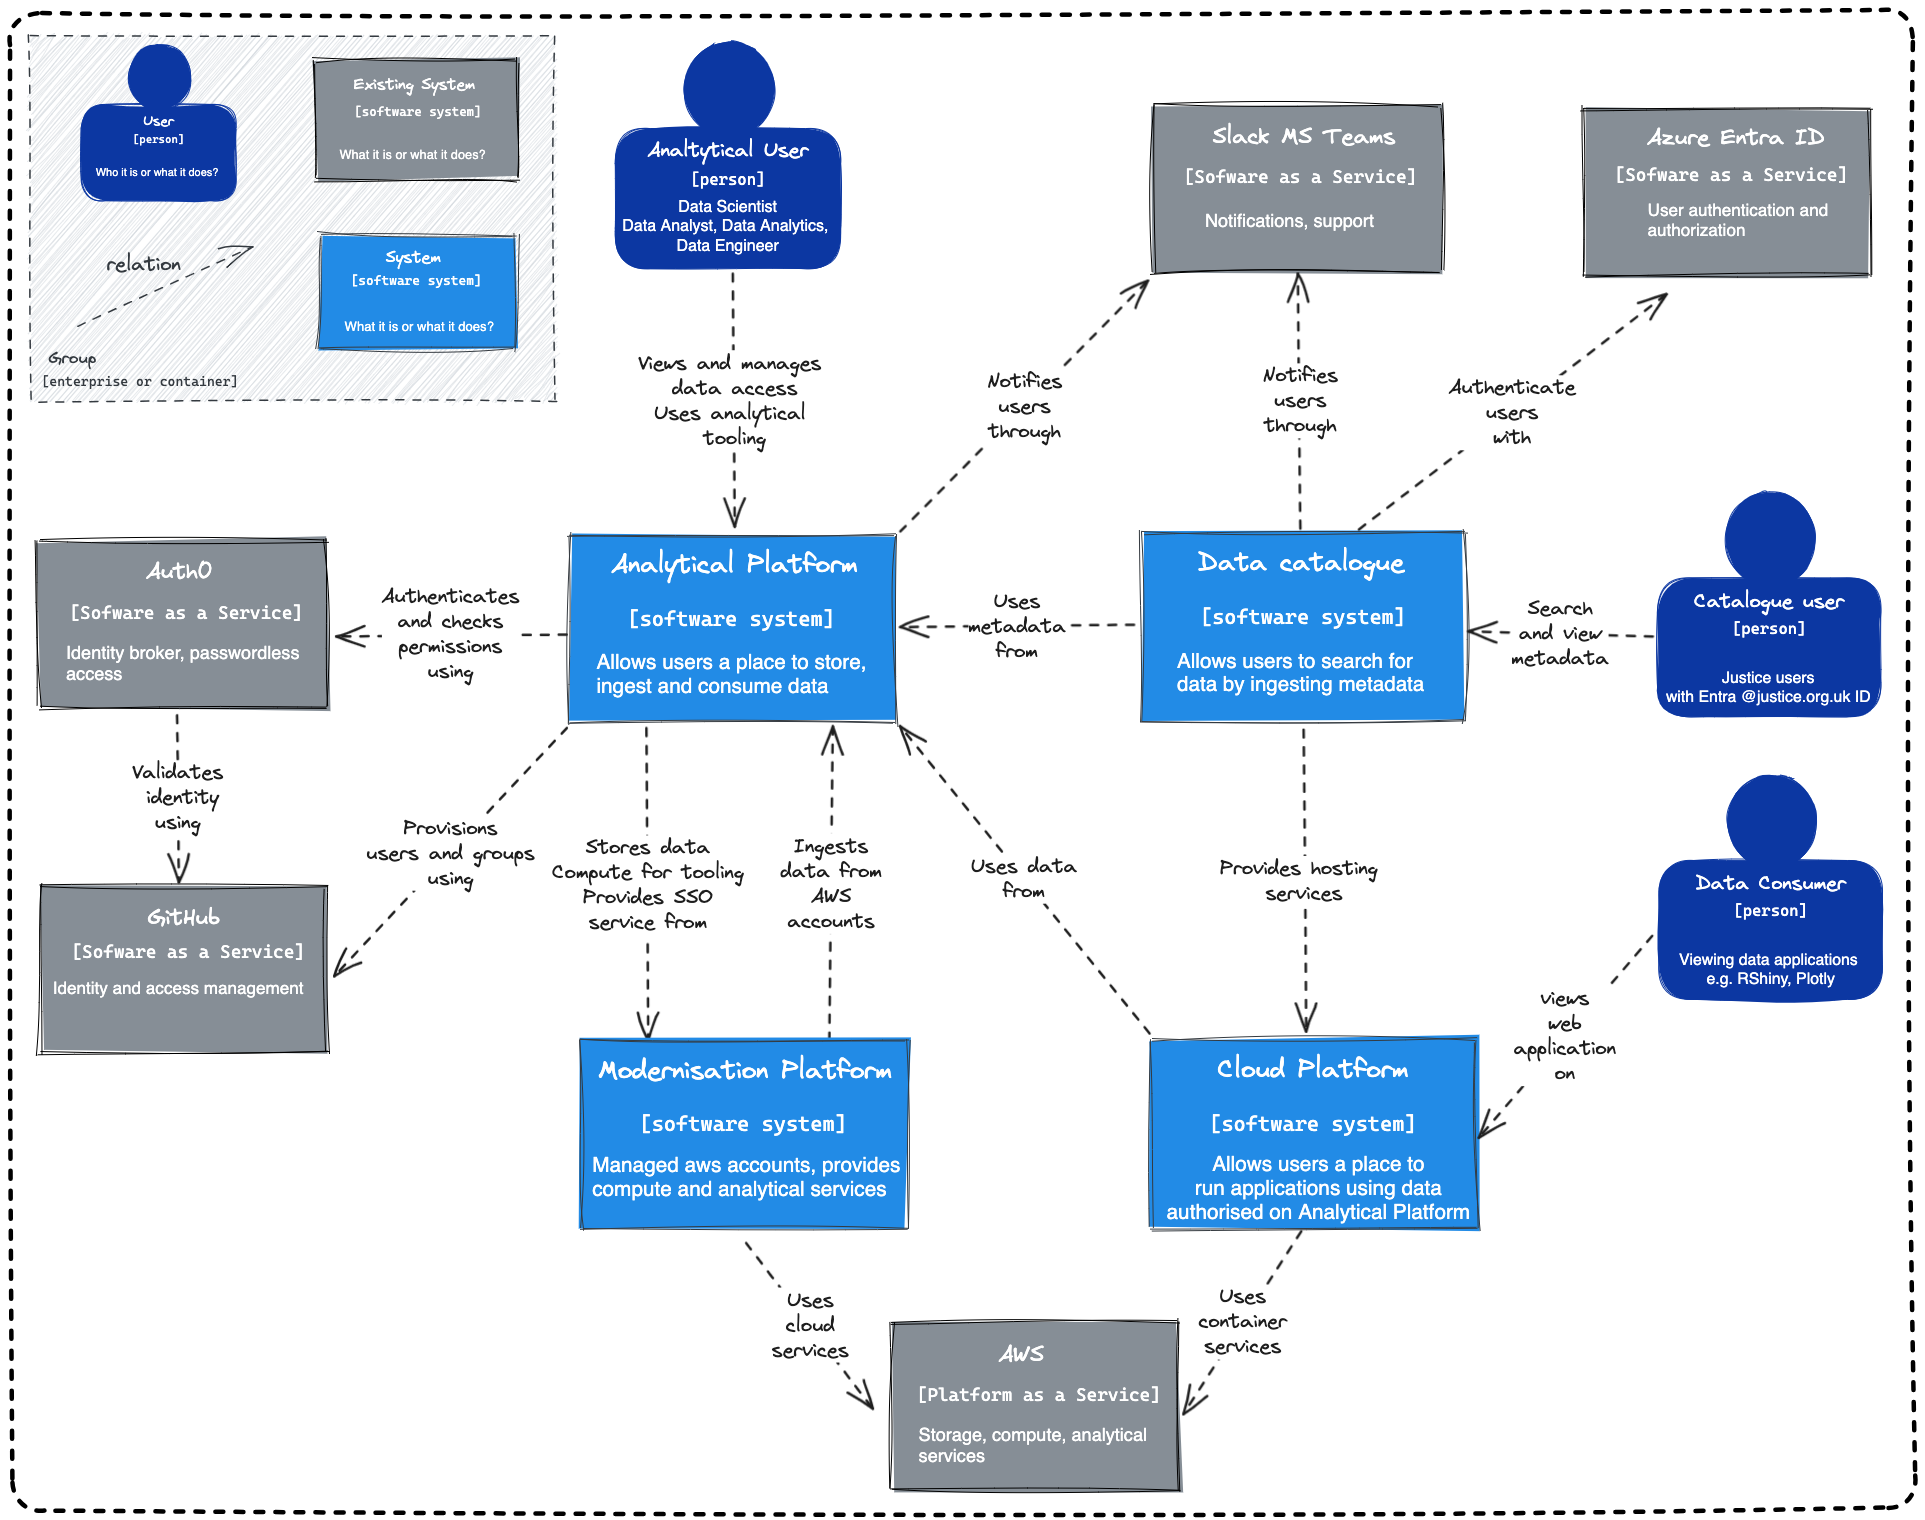 User
[person]
Who it is or what it does?
Existing System
[software system]
What it is or what it does?
relation
System
[software system]
What it is or what it does?
Group
[enterprise or container]
Analtytical User
[person]
Data Scientist
Data Analyst, Data Analytics,
Data Engineer
Slack MS Teams
[Sofware as a Service]
Notifications, support
Azure Entra ID
[Sofware as a Service]
User authentication and
authorization
Views and manages
data access
Uses analytical
tooling
Notifies
users
through
Notifies
users
through
Authenticate
users
with
Auth0
[Sofware as a Service]
Identity broker, passwordless
access
Authenticates
and checks
permissions
using
Analytical Platform
[software system]
Allows users a place to store,
ingest and consume data
Uses
metadata
from
Data catalogue
[software system]
Allows users to search for
data by ingesting metadata
Search
and view
metadata
Catalogue user
[person]
Justice users
with Entra @justice.org.uk ID
Validates
identity
using
Provisions
users and groups
using
Stores data
Compute for tooling
Provides SSO
service from
Ingests
data from
AWS
accounts
Uses data
from
Provides hosting
services
Data Consumer
[person]
Viewing data applications
e.g. RShiny, Plotly
GitHub
[Sofware as a Service]
Identity and access management
views
web
application
on
Modernisation Platform
[software system]
Managed aws accounts, provides
compute and analytical services
Cloud Platform
[software system]
Allows users a place to
run applications using data
authorised on Analytical Platform
Uses
cloud
services
Uses
container
services
AWS
[Platform as a Service]
Storage, compute, analytical
services